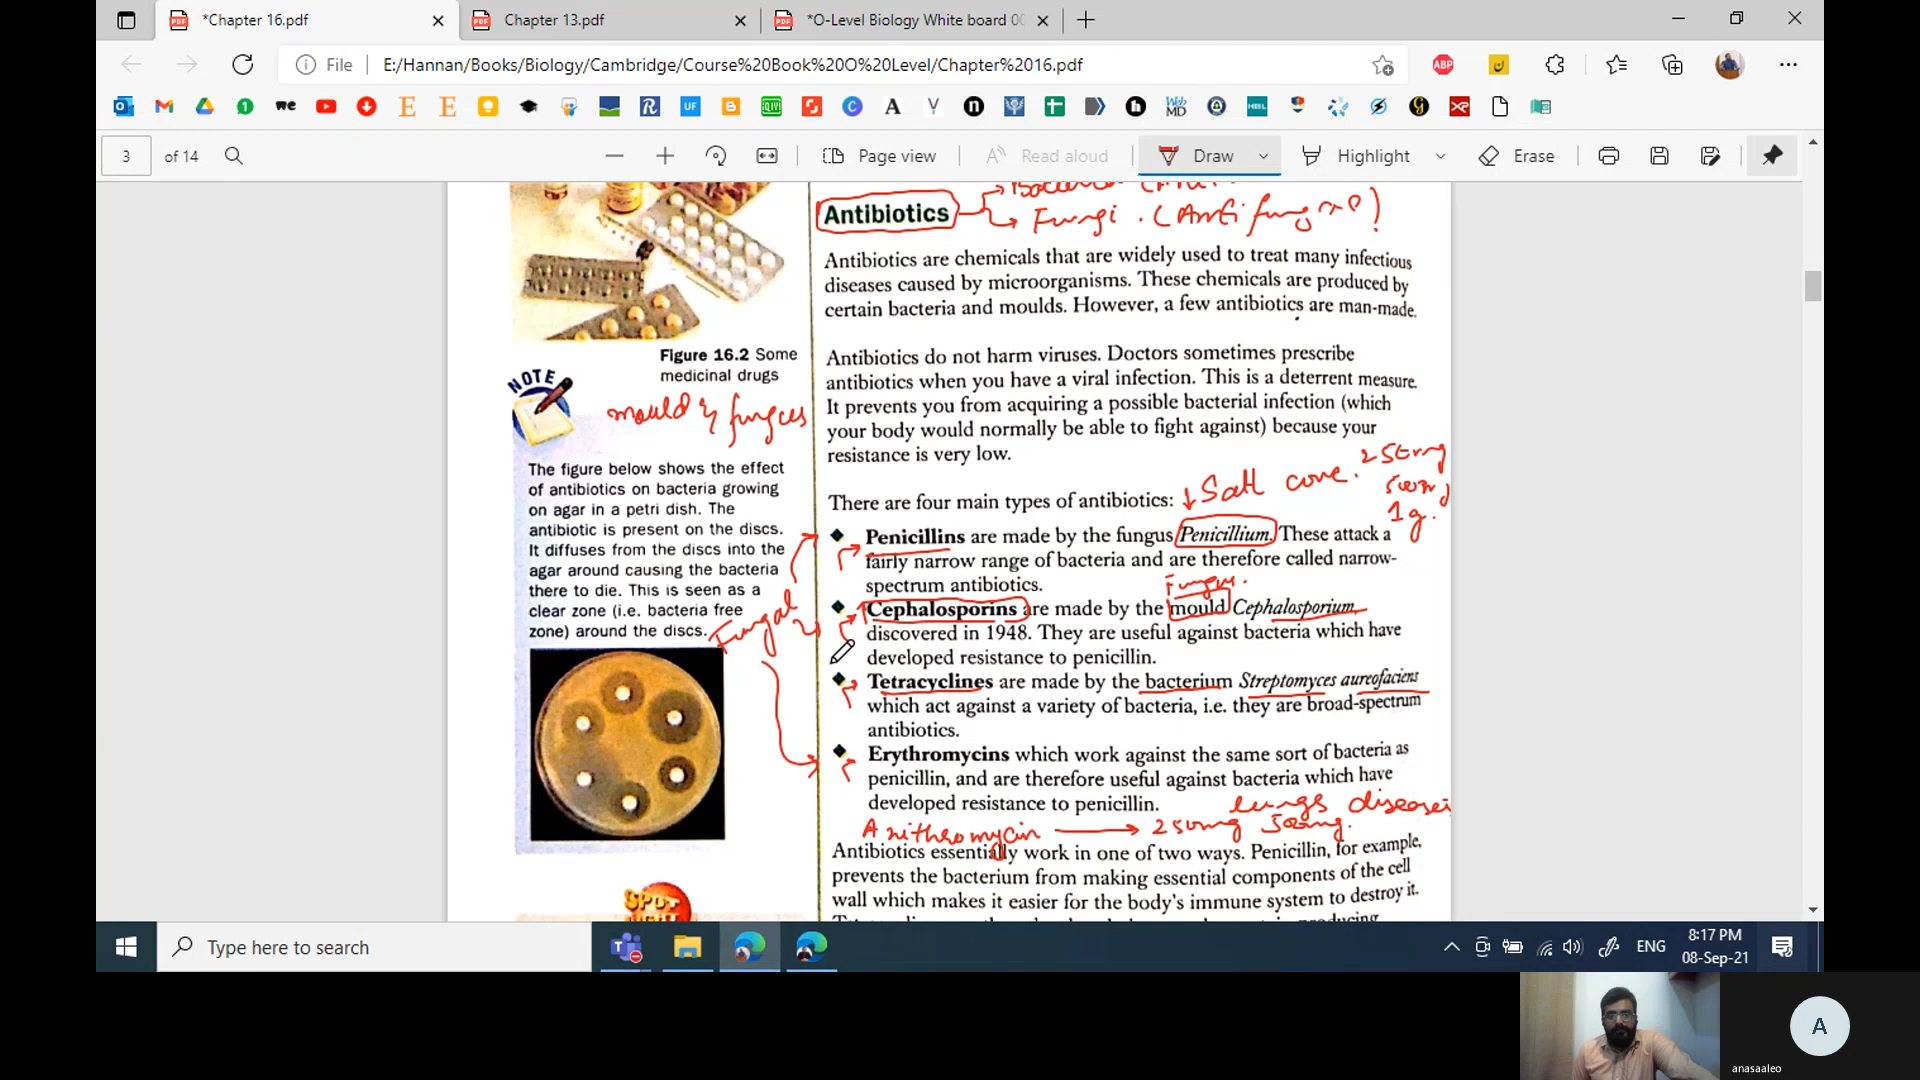 *Chapter 16.pdf
Chapter 13.pdf
*O-Level Biology White board 00
File
E:/Hannan/Books/Biology/Cambridge/Course%20Book%20O%20Level/Chapter%2016.pdf
ABP
3 of 14
Page view
Read aloud
Draw
Highlight
Erase
Antibiotics
Fungi . (Antifungal)
Antibiotics are chemicals that are widely used to treat many infectious
diseases caused by microorganisms. These chemicals are produced by
certain bacteria and moulds. However, a few antibiotics are man-made.
Figure 16.2 Some
medicinal drugs
NOTE
mould & fungus
Antibiotics do not harm viruses. Doctors sometimes prescribe
antibiotics when you have a viral infection. This is a deterrent measure.
It prevents you from acquiring a possible bacterial infection (which
your body would normally be able to fight against) because your
resistance is very low.
The figure below shows the effect
of antibiotics on bacteria growing
on agar in a petri dish. The
antibiotic is present on the discs.
It diffuses from the discs into the
agar around causing the bacteria
there to die. This is seen as a
clear zone (i.e. bacteria free
zone) around the discs.
Fungal
There are four main types of antibiotics:
Salt
250mg
500mg
1g.
Penicillins are made by the fungus Penicillium. These attack a
fairly narrow range of bacteria and are therefore called narrow-
spectrum antibiotics.
Fungus.
Cephalosporins are made by the mould Cephalosporium,
discovered in 1948. They are useful against bacteria which have
developed resistance to penicillin.
Tetracyclines are made by the bacterium Streptomyces aureofaciens
which act against a variety of bacteria, i.e. they are broad-spectrum
antibiotics.
Erythromycins which work against the same sort of bacteria as
penicillin, and are therefore useful against bacteria which have
developed resistance to penicillin.
lungs diseases
Azithromycin 250mg 500mg.
Antibiotics essentially work in one of two ways. Penicillin, for example,
prevents the bacterium from making essential components of the cell
wall which makes it easier for the body's immune system to destroy it.
SPOT
Type here to search
ENG
8:17 PM
08-Sep-21
A
anasaaleo